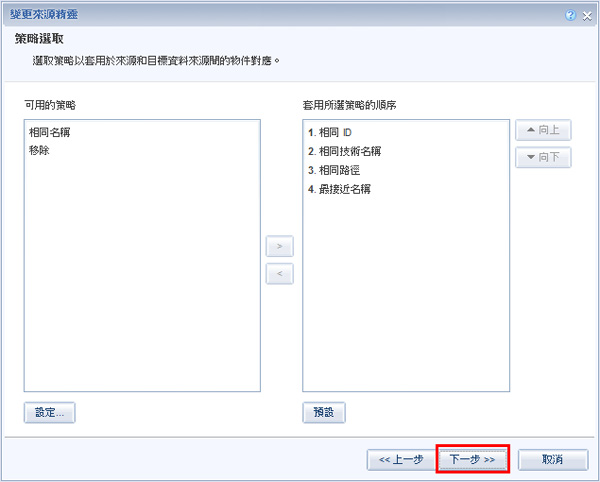 變更來源精靈
策略選取
選取策略以套用於來源和目標資料來源間的物件對應。
可用的策略
相同名稱
移除
套用所選策略的順序
1. 相同 ID
2. 相同技術名稱
3. 相同路徑
4. 最接近名稱
向上
向下
>
<
設定...
預設
<< 上一步
下一步 >>
取消